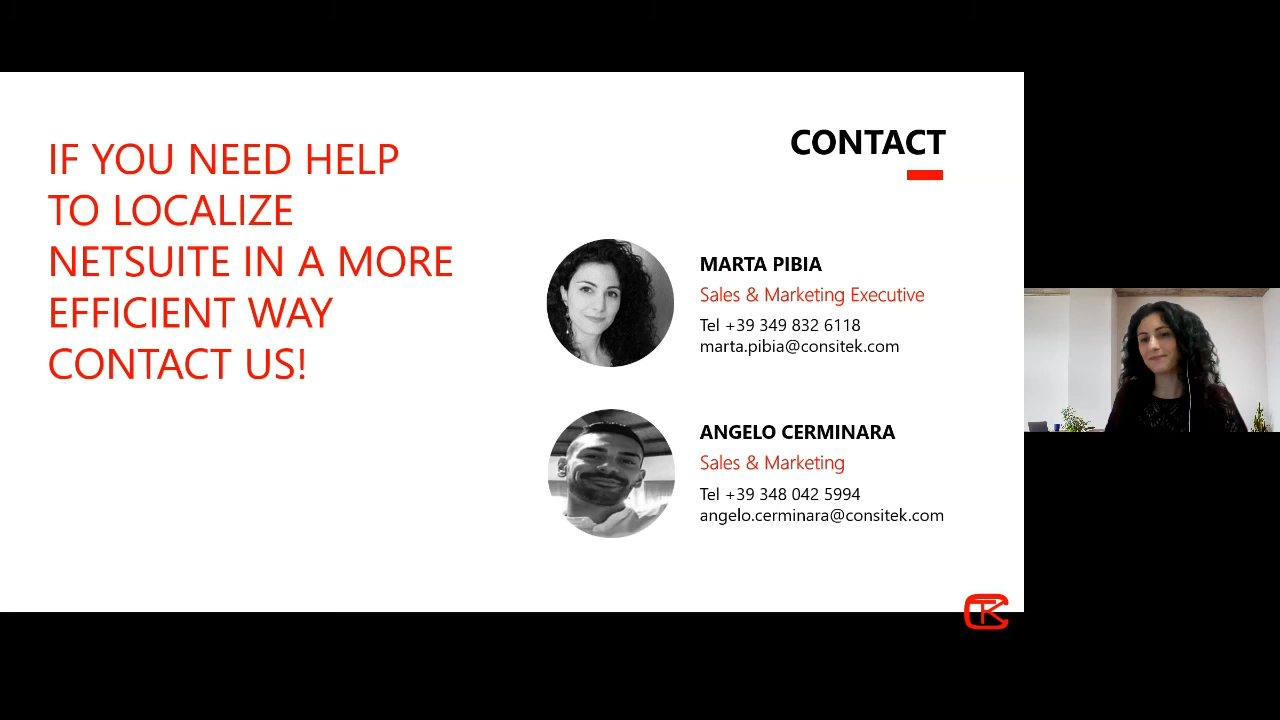 IF YOU NEED HELP
TO LOCALIZE
NETSUITE IN A MORE
EFFICIENT WAY
CONTACT US!
CONTACT
MARTA PIBIA
Sales & Marketing Executive
Tel +39 349 832 6118
marta.pibia@consitek.com
ANGELO CERMINARA
Sales & Marketing
Tel +39 348 042 5994
angelo.cerminara@consitek.com